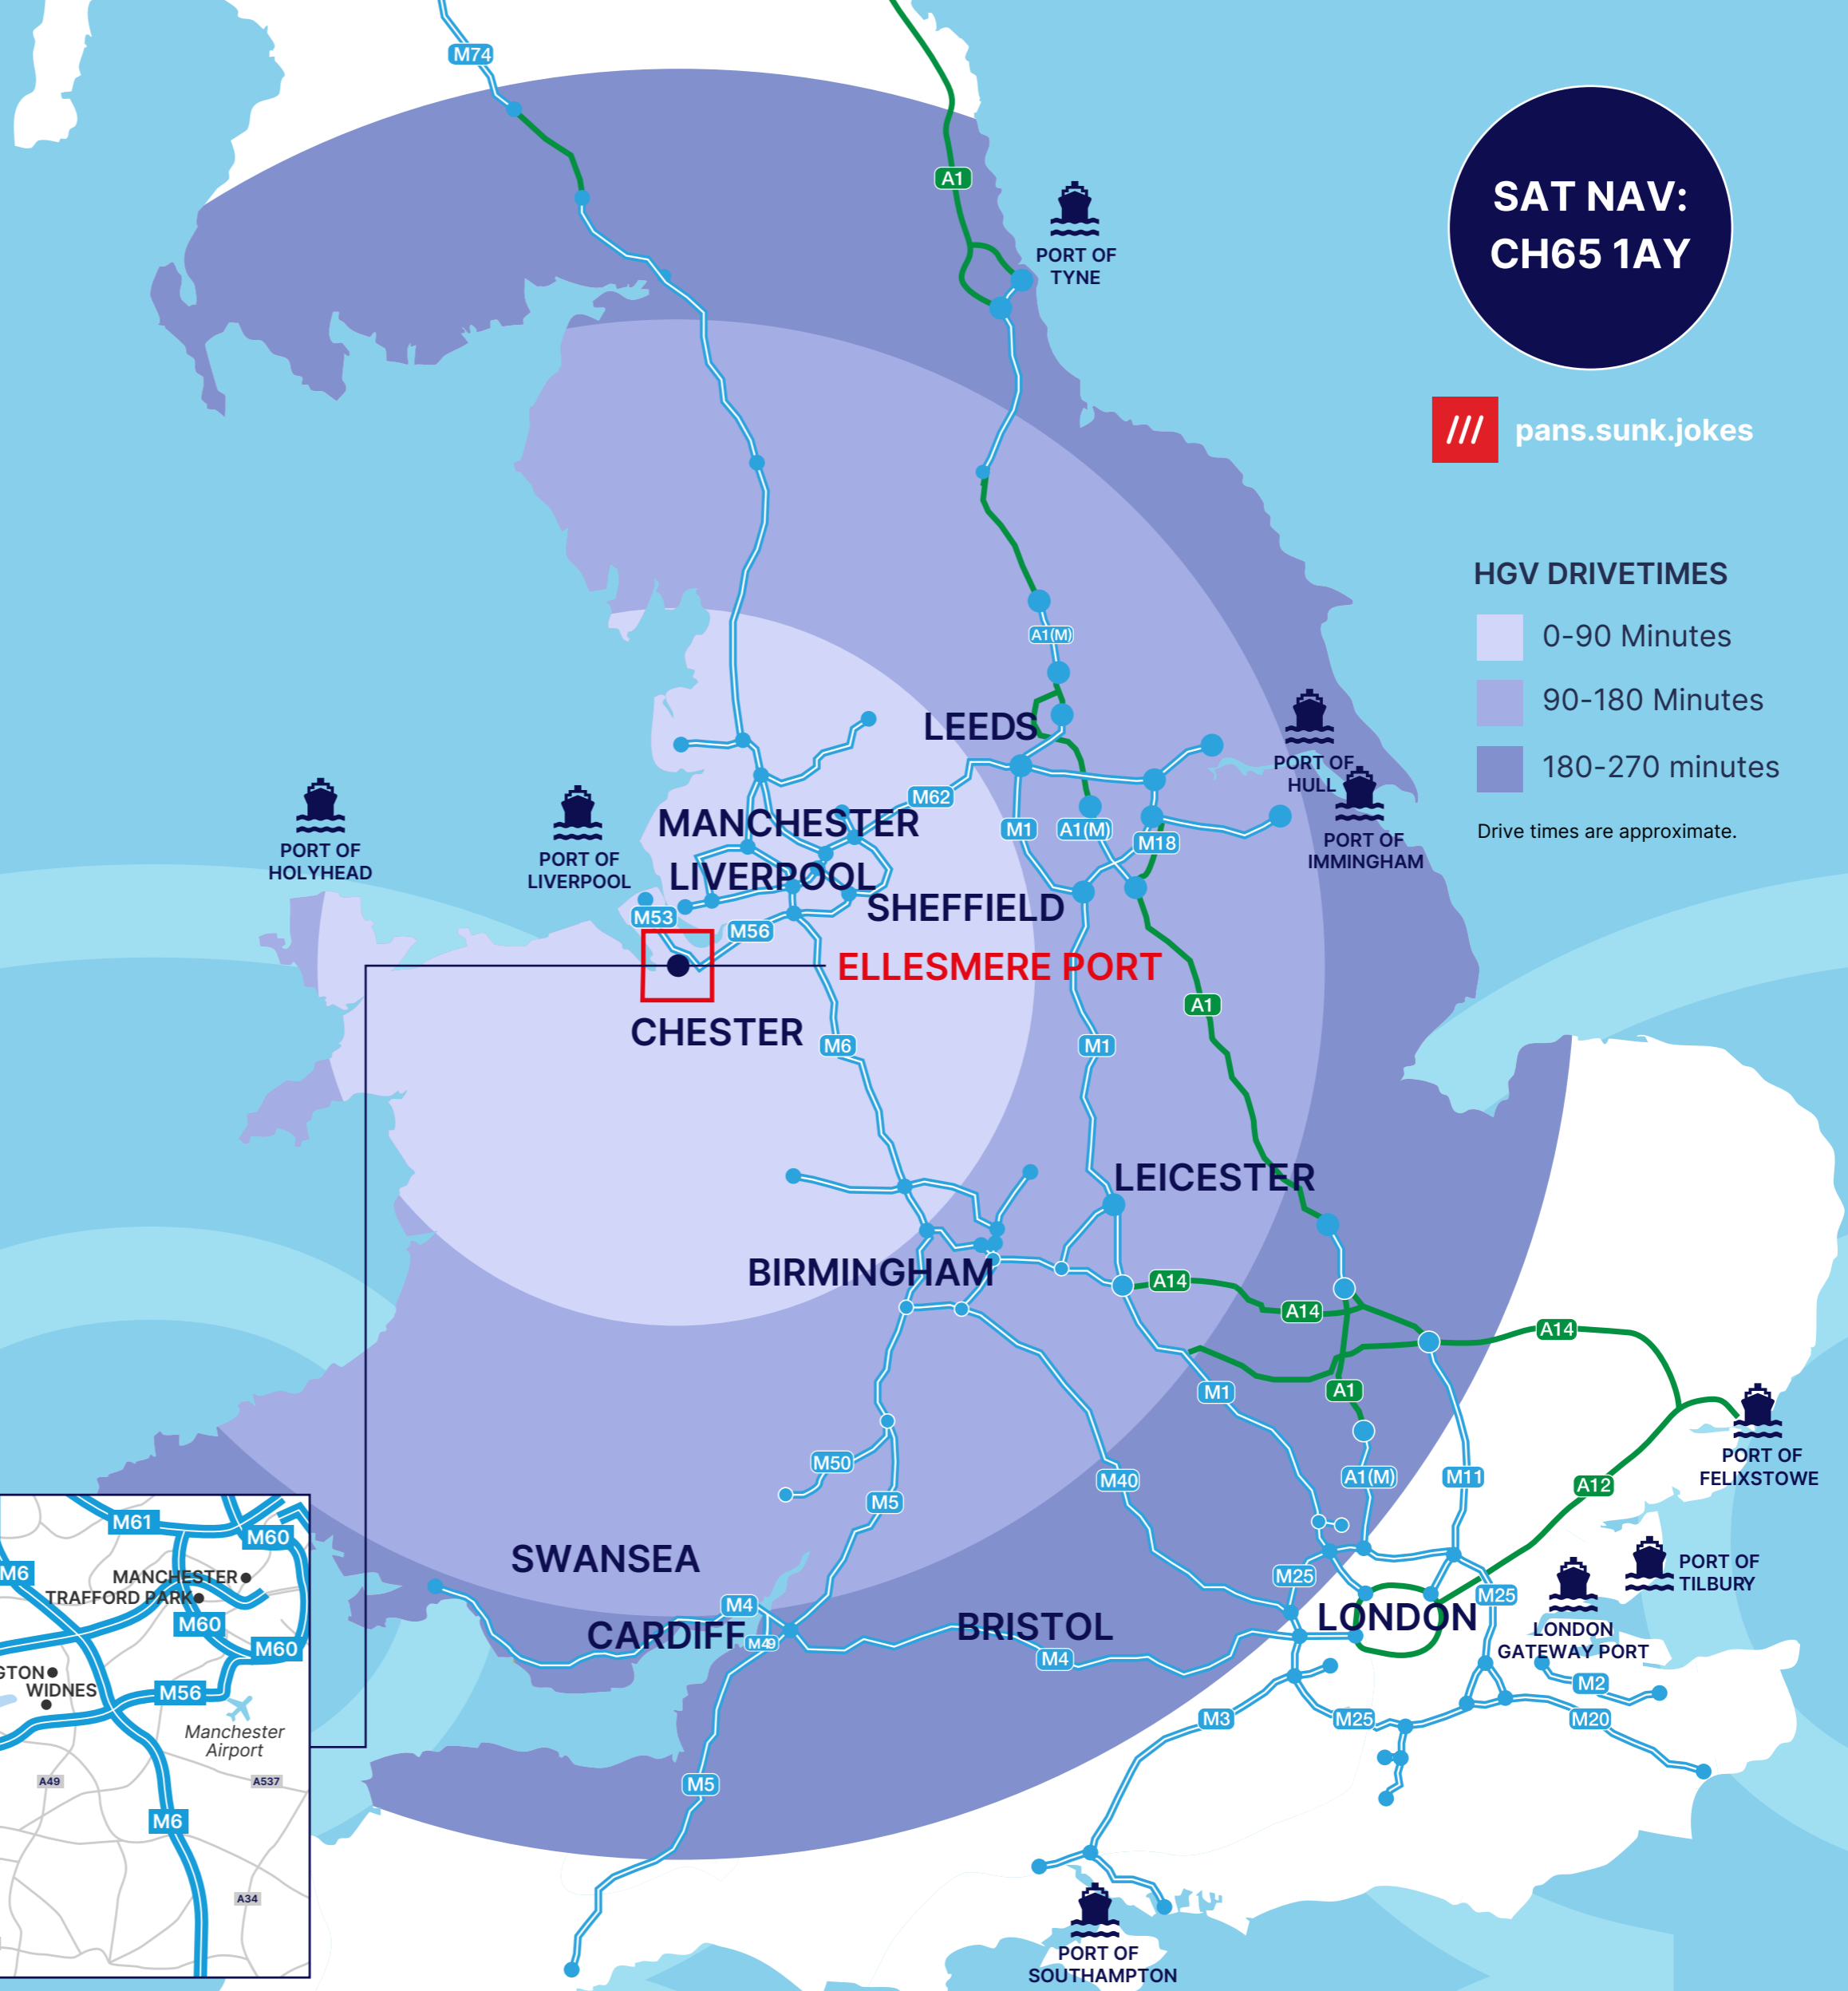 M74
A1
PORT OF
TYNE
SAT NAV:
CH65 1AY
pans.sunk.jokes
HGV DRIVETIMES
0-90 Minutes
90-180 Minutes
180-270 minutes
Drive times are approximate.
A1(M)
LEEDS
PORT OF
HULL
PORT OF
IMMINGHAM
PORT OF
HOLYHEAD
PORT OF
LIVERPOOL
M62
MANCHESTER
M1
A1(M)
M18
LIVERPOOL
SHEFFIELD
M53
M56
ELLESMERE PORT
A1
CHESTER
M6
M1
LEICESTER
BIRMINGHAM
A14
A14
A14
M1
A1
PORT OF
FELIXSTOWE
M50
M40
A1(M)
M11
A12
M5
SWANSEA
M25
M25
PORT OF
TILBURY
M4
CARDIFF
M49
BRISTOL
M4
LONDON
LONDON
GATEWAY PORT
M2
M3
M25
M20
M5
PORT OF
SOUTHAMPTON
M61
M60
M6
MANCHESTER
TRAFFORD PARK
M60
M60
GTON
WIDNES
M56
Manchester
Airport
A49
A537
M6
A34